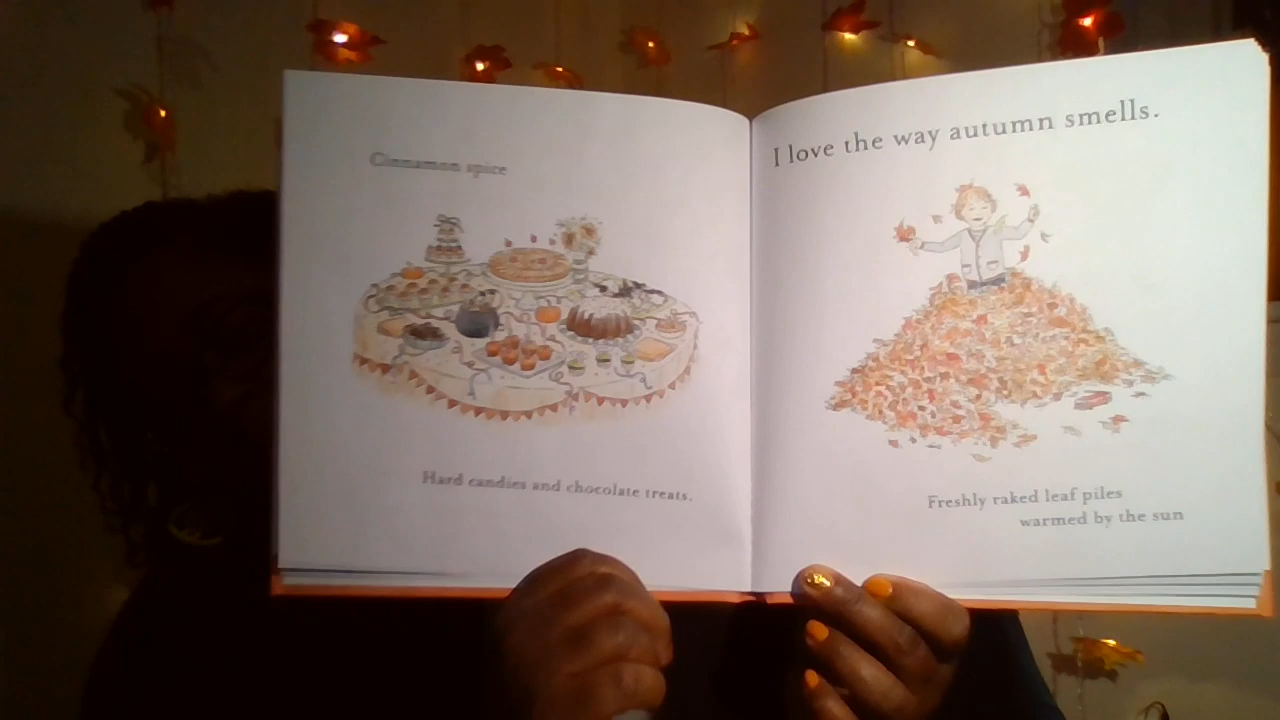 Cinnamon spice
Hard candies and chocolate treats.
I love the way autumn smells.
Freshly raked leaf piles
warmed by the sun